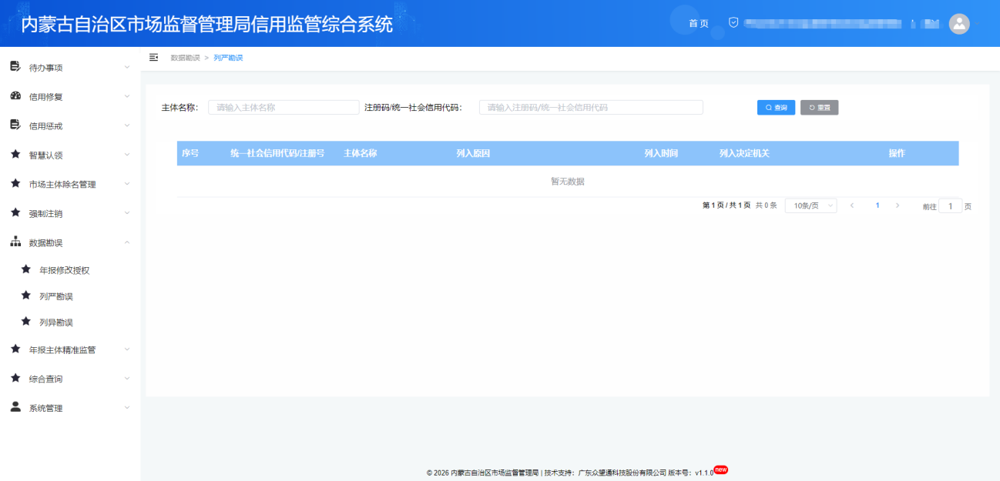 内蒙古自治区市场监督管理局信用监管综合系统
首页
数据勘误 > 列严勘误
待办事项
信用修复
信用惩戒
智慧认领
市场主体除名管理
强制注销
数据勘误
年报修改授权
列严勘误
列异勘误
年报主体精准监管
综合查询
系统管理
主体名称： 请输入主体名称 注册码/统一社会信用代码： 请输入注册码/统一社会信用代码 查询 重置
序号 统一社会信用代码/注册号 主体名称 列入原因 列入时间 列入决定机关 操作
暂无数据
第 1 页 / 共 1 页 共 0 条 10条/页 < 1 > 前往 1 页
© 2026 内蒙古自治区市场监督管理局 | 技术支持：广东众望通科技股份有限公司 版本号：v1.1.0 new